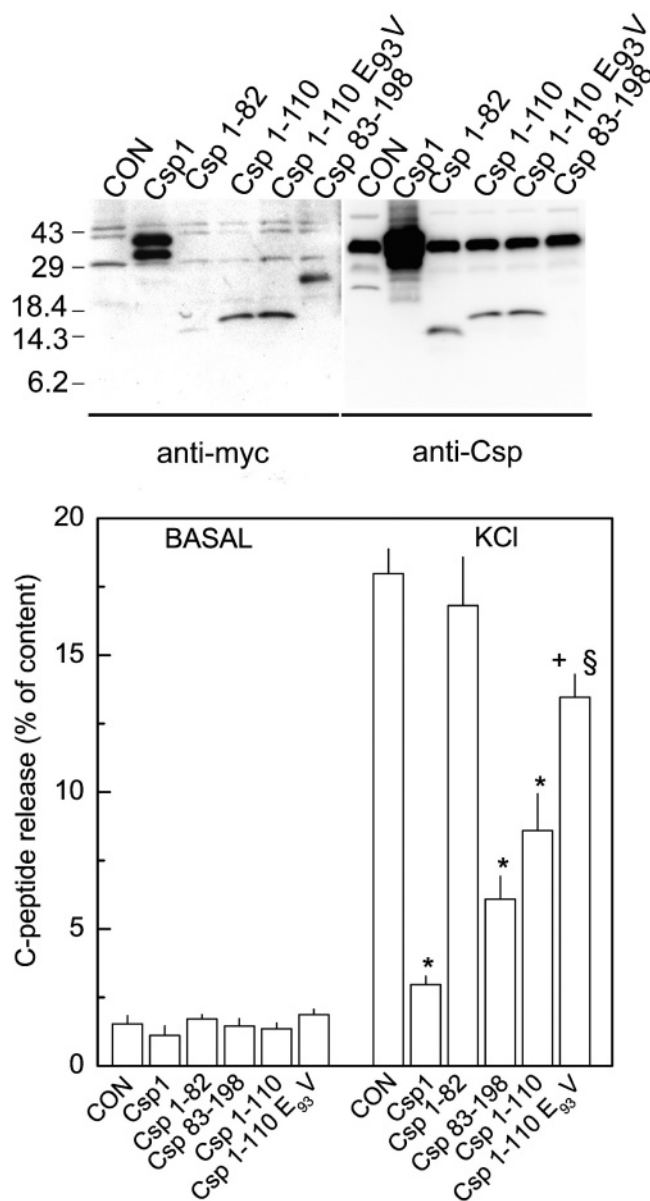 CON
Csp1
Csp 1-82
Csp 1-110
Csp 1-110 E93V
Csp 83-198
CON
Csp1
Csp 1-82
Csp 1-110
Csp 1-110 E93V
Csp 83-198
43
29
18.4
14.3
6.2
anti-myc
anti-Csp
C-peptide release (% of content)
20
15
10
5
0
BASAL
KCl
*
*
*
+ §
CON
Csp1
Csp 1-82
Csp 83-198
Csp 1-110
Csp 1-110 E93 V
CON
Csp1
Csp 1-82
Csp 83-198
Csp 1-110
Csp 1-110 E93 V